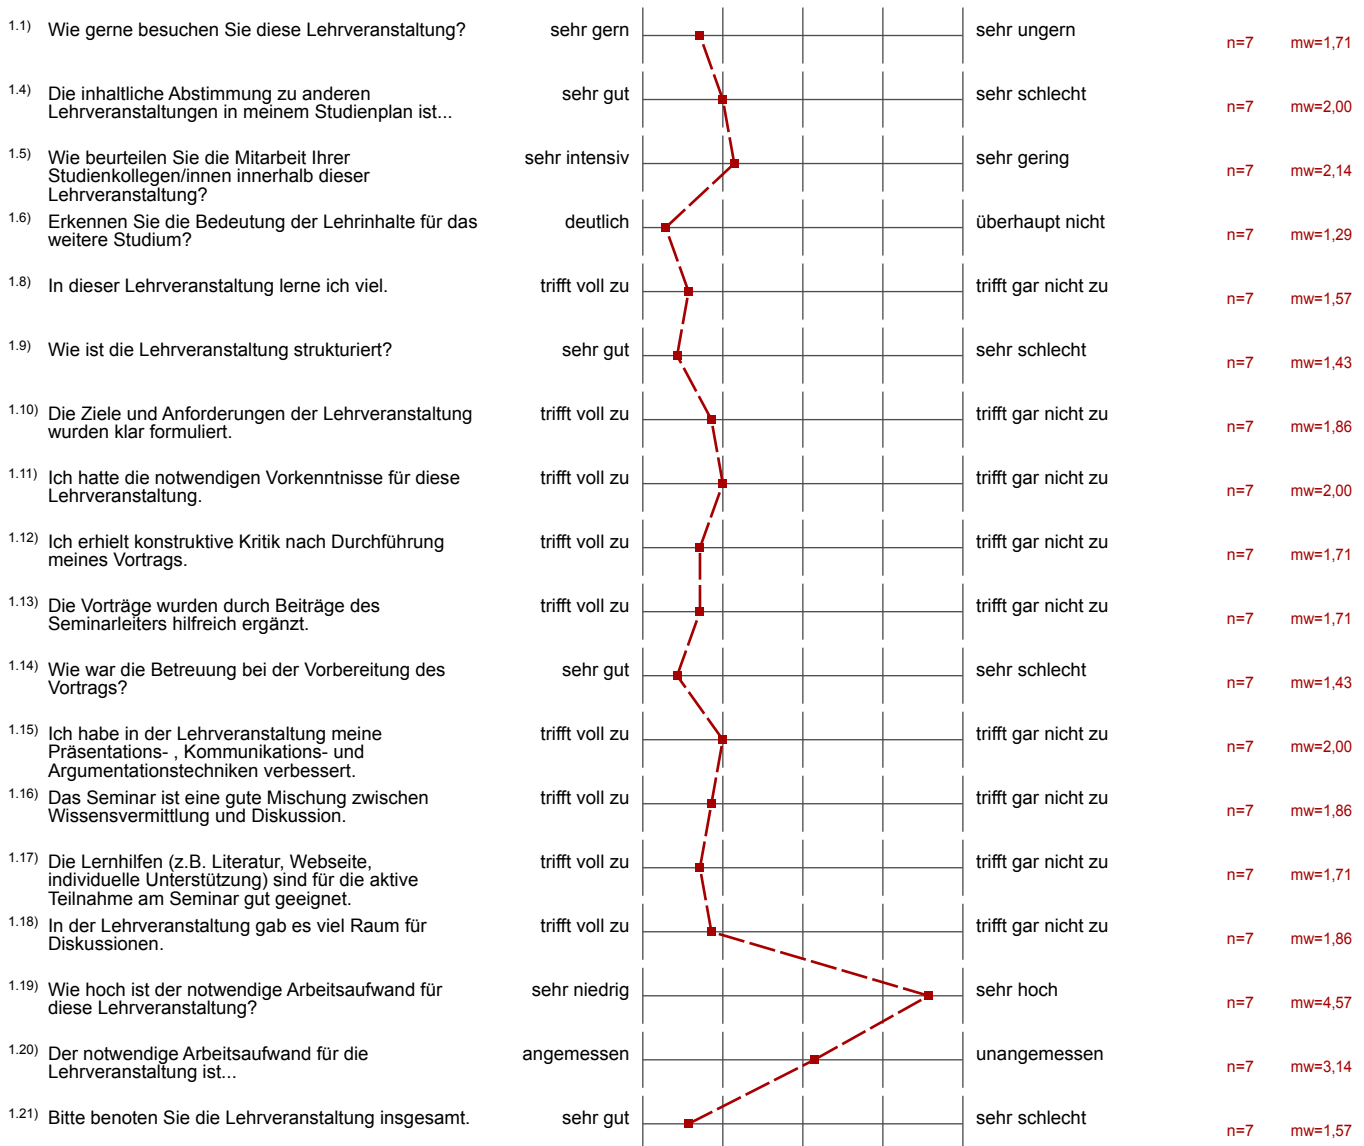 1.1) Wie gerne besuchen Sie diese Lehrveranstaltung? sehr gern sehr ungern n=7 mw=1,71
1.4) Die inhaltliche Abstimmung zu anderen
Lehrveranstaltungen in meinem Studienplan ist... sehr gut sehr schlecht n=7 mw=2,00
1.5) Wie beurteilen Sie die Mitarbeit Ihrer
Studienkollegen/innen innerhalb dieser
Lehrveranstaltung? sehr intensiv sehr gering n=7 mw=2,14
1.6) Erkennen Sie die Bedeutung der Lehrinhalte für das
weitere Studium? deutlich überhaupt nicht n=7 mw=1,29
1.8) In dieser Lehrveranstaltung lerne ich viel. trifft voll zu trifft gar nicht zu n=7 mw=1,57
1.9) Wie ist die Lehrveranstaltung strukturiert? sehr gut sehr schlecht n=7 mw=1,43
1.10) Die Ziele und Anforderungen der Lehrveranstaltung
wurden klar formuliert. trifft voll zu trifft gar nicht zu n=7 mw=1,86
1.11) Ich hatte die notwendigen Vorkenntnisse für diese
Lehrveranstaltung. trifft voll zu trifft gar nicht zu n=7 mw=2,00
1.12) Ich erhielt konstruktive Kritik nach Durchführung
meines Vortrags. trifft voll zu trifft gar nicht zu n=7 mw=1,71
1.13) Die Vorträge wurden durch Beiträge des
Seminarleiters hilfreich ergänzt. trifft voll zu trifft gar nicht zu n=7 mw=1,71
1.14) Wie war die Betreuung bei der Vorbereitung des
Vortrags? sehr gut sehr schlecht n=7 mw=1,43
1.15) Ich habe in der Lehrveranstaltung meine
Präsentations- , Kommunikations- und
Argumentationstechniken verbessert. trifft voll zu trifft gar nicht zu n=7 mw=2,00
1.16) Das Seminar ist eine gute Mischung zwischen
Wissensvermittlung und Diskussion. trifft voll zu trifft gar nicht zu n=7 mw=1,86
1.17) Die Lernhilfen (z.B. Literatur, Webseite,
individuelle Unterstützung) sind für die aktive
Teilnahme am Seminar gut geeignet. trifft voll zu trifft gar nicht zu n=7 mw=1,71
1.18) In der Lehrveranstaltung gab es viel Raum für
Diskussionen. trifft voll zu trifft gar nicht zu n=7 mw=1,86
1.19) Wie hoch ist der notwendige Arbeitsaufwand für
diese Lehrveranstaltung? sehr niedrig sehr hoch n=7 mw=4,57
1.20) Der notwendige Arbeitsaufwand für die
Lehrveranstaltung ist... angemessen unangemessen n=7 mw=3,14
1.21) Bitte benoten Sie die Lehrveranstaltung insgesamt. sehr gut sehr schlecht n=7 mw=1,57